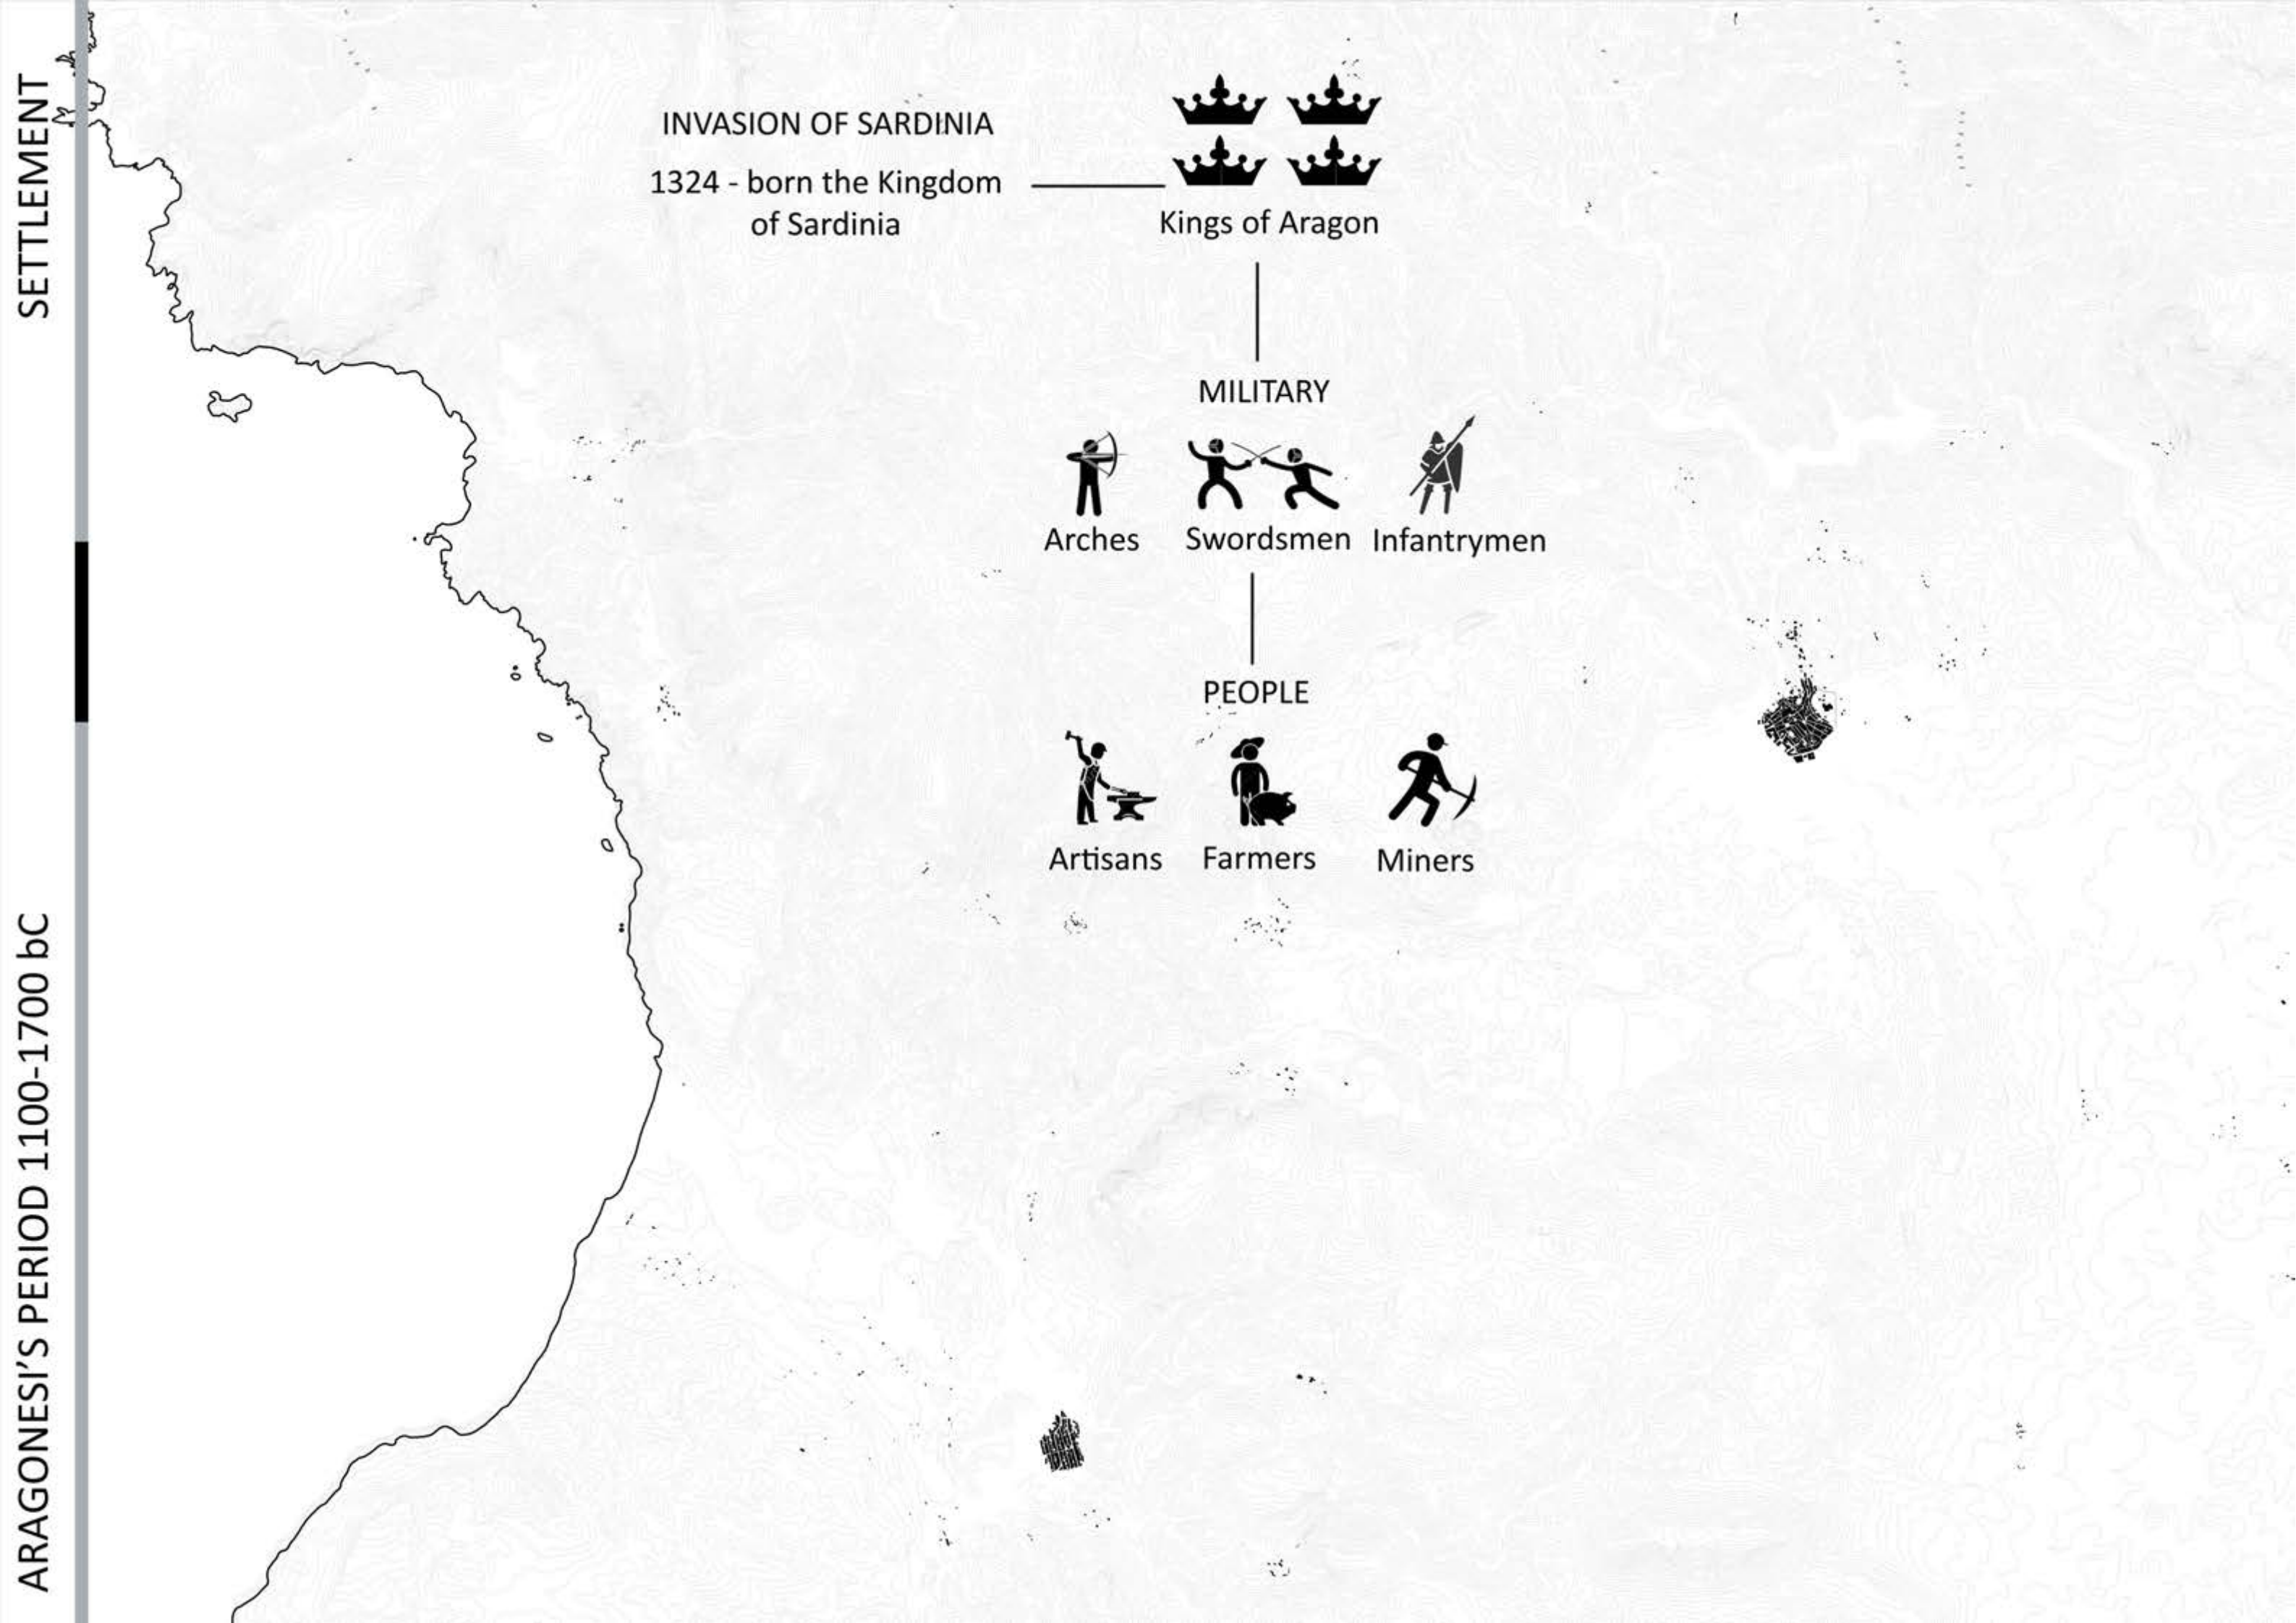 SETTLEMENT
ARAGONESI'S PERIOD 1100-1700 bC
INVASION OF SARDINIA
1324 - born the Kingdom
of Sardinia
Kings of Aragon
MILITARY
Arches Swordsmen Infantrymen
PEOPLE
Artisans Farmers Miners